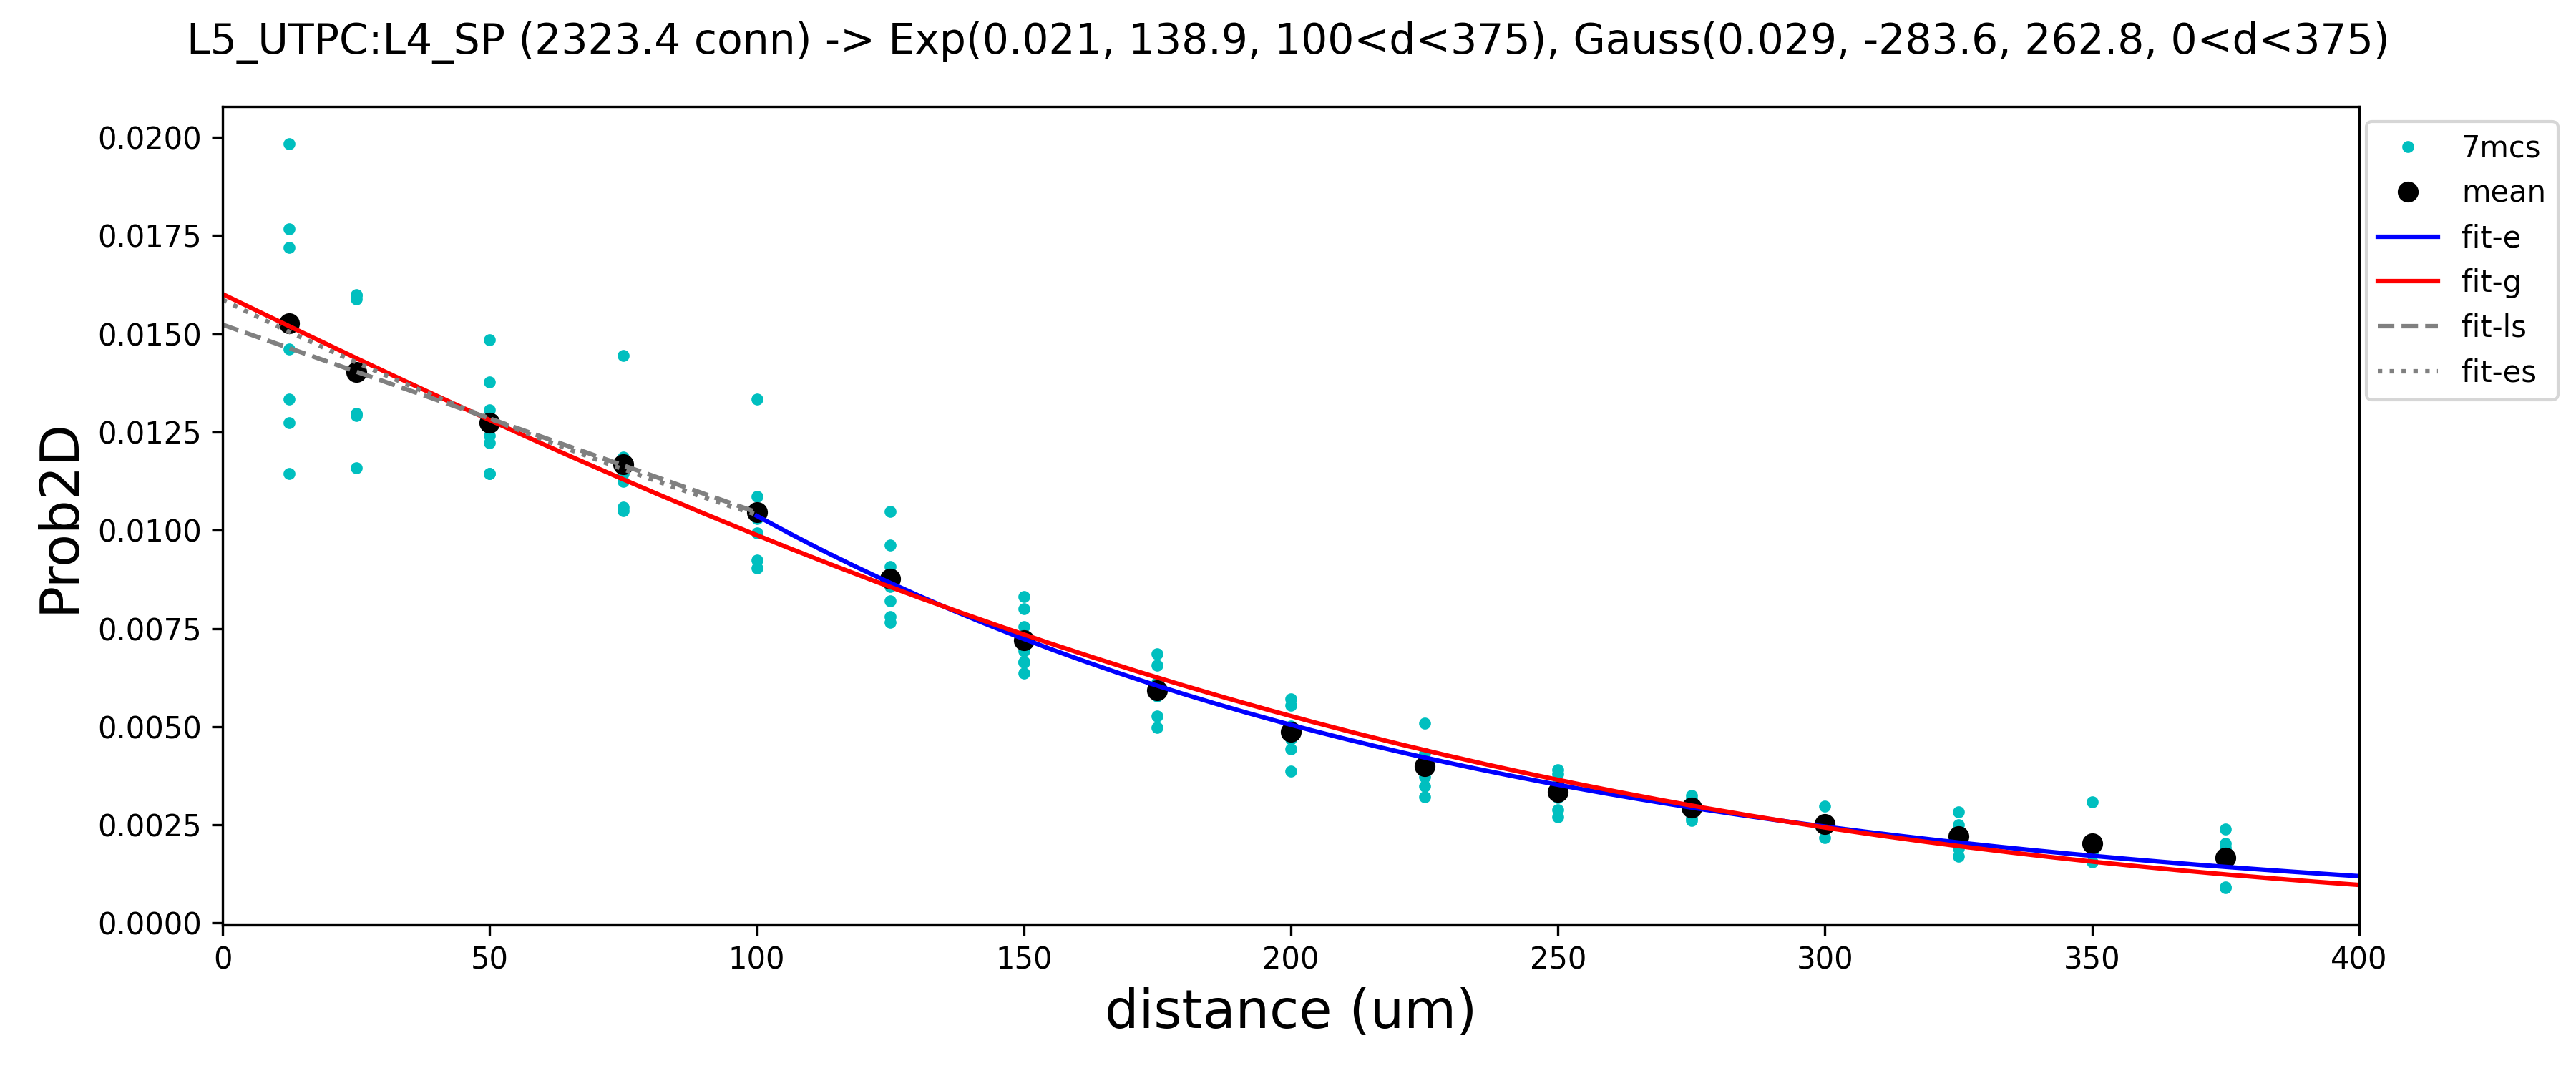 L5_UTPC:L4_SP (2323.4 conn) -> Exp(0.021, 138.9, 100<d<375), Gauss(0.029, -283.6, 262.8, 0<d<375)
0.0200
0.0175
0.0150
0.0125
0.0100
0.0075
0.0050
0.0025
0.0000
Prob2D
0 50 100 150 200 250 300 350 400
distance (um)
7mcs
mean
fit-e
fit-g
fit-ls
fit-es